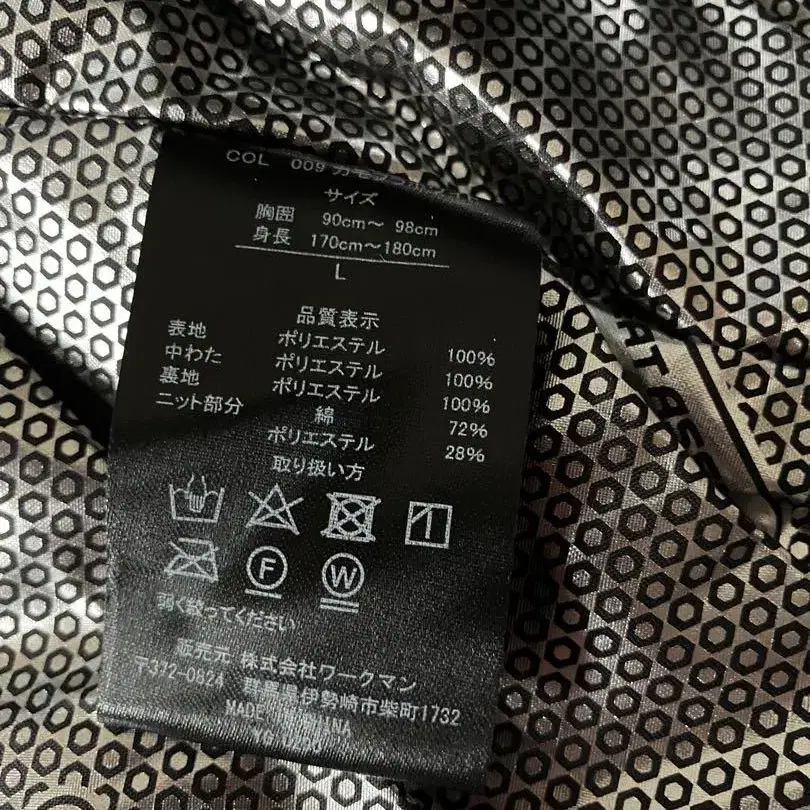 COL 009
サイズ
胸囲 90cm～ 98cm
身長 170cm～180cm
L
品質表示
表地 ポリエステル 100%
中わた ポリエステル 100%
裏地 ポリエステル 100%
ニット部分 綿 72%
ポリエステル 28%
取り扱い方
F
W
弱く絞ってください
販売元 株式会社ワークマン
〒372-0824 群馬県伊勢崎市柴町1732
MADE IN CHINA